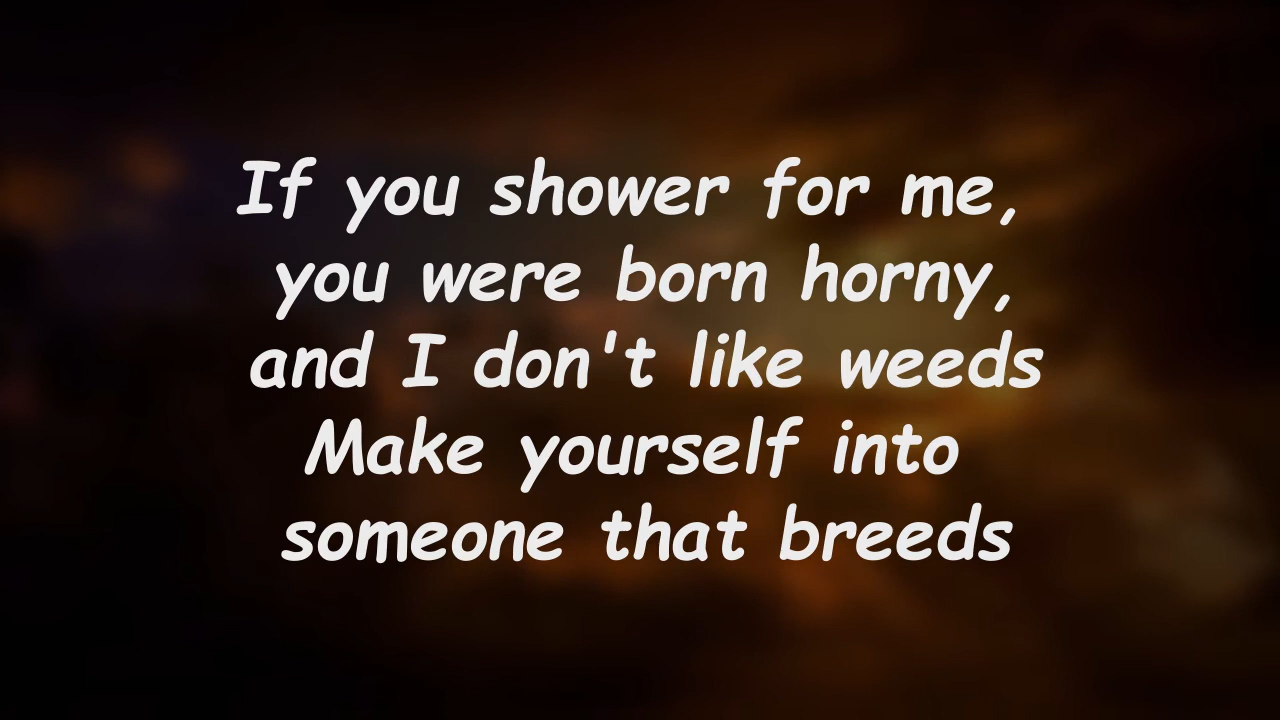 If you shower for me,
you were born horny,
and I don't like weeds
Make yourself into
someone that breeds